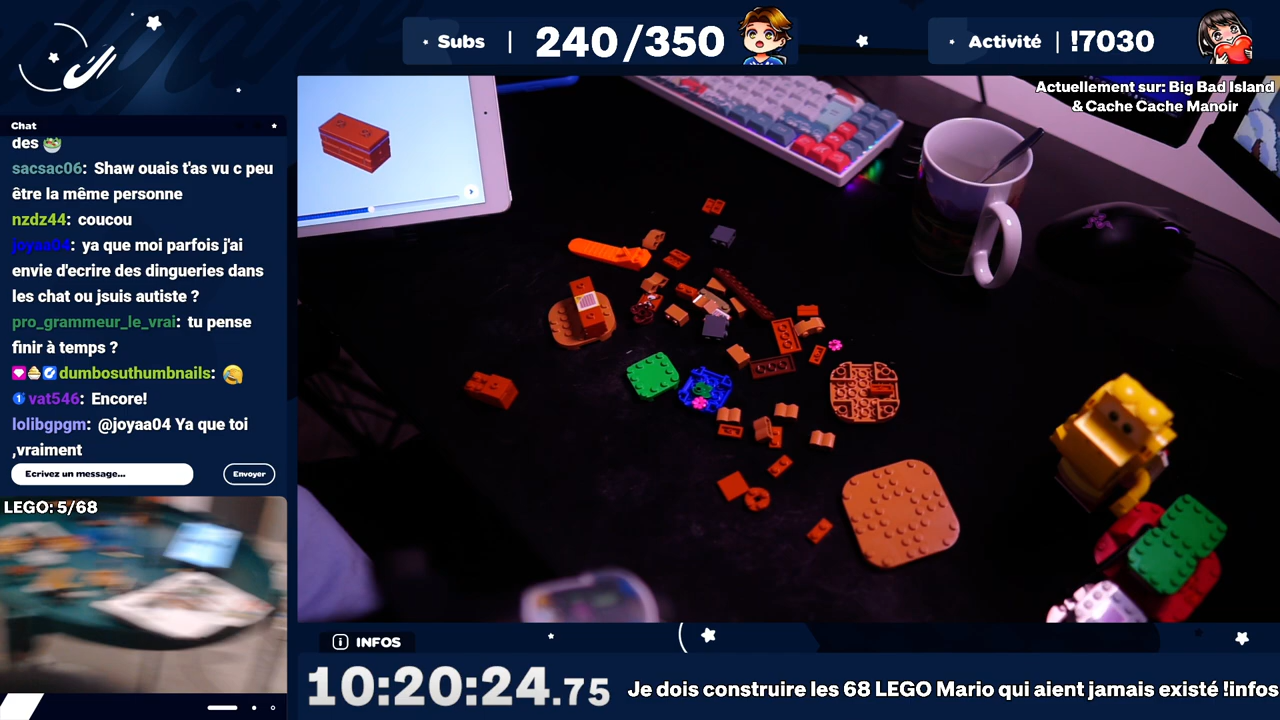 Subs | 240/350
Activité | !7030
Actuellement sur: Big Bad Island
& Cache Cache Manoir
Chat
des
sacsac06: Shaw ouais t'as vu c peu
être la même personne
nzdz44: coucou
joyaa04: ya que moi parfois j'ai
envie d'ecrire des dingueries dans
les chat ou jsuis autiste ?
pro_grammeur_le_vrai: tu pense
finir à temps ?
dumbosuthumbnails:
vat546: Encore!
lolibgpgm: @joyaa04 Ya que toi
,vraiment
Ecrivez un message...
Envoyer
LEGO: 5/68
INFOS
10:20:24.75
Je dois construire les 68 LEGO Mario qui aient jamais existé !infos